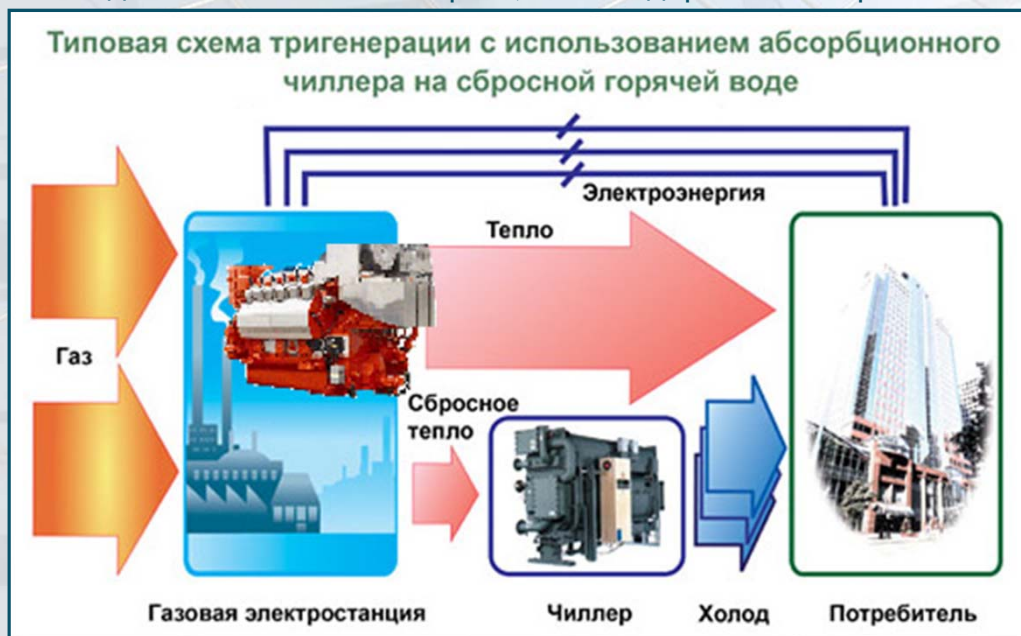 Типовая схема тригенерации с использованием абсорбционного
чиллера на сбросной горячей воде
Электроэнергия
Тепло
Газ
Сбросное
тепло
Газовая электростанция
Чиллер
Холод
Потребитель